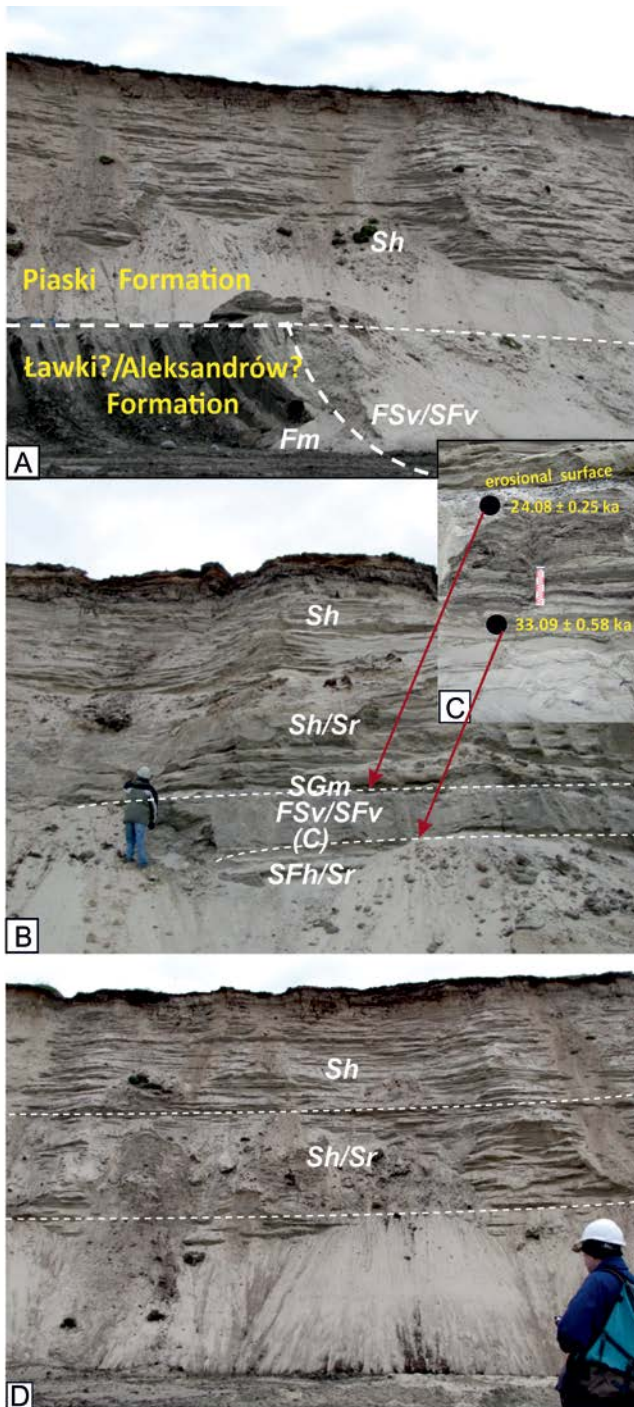 Sh
Piaski Formation
Ławki?/Aleksandrów?
Formation
FSv/SFv
Fm
A
erosional surface
24.08 ± 0.25 ka
33.09 ± 0.58 ka
C
Sh
Sh/Sr
SGm
FSv/SFv
(C)
SFh/Sr
B
Sh
Sh/Sr
D